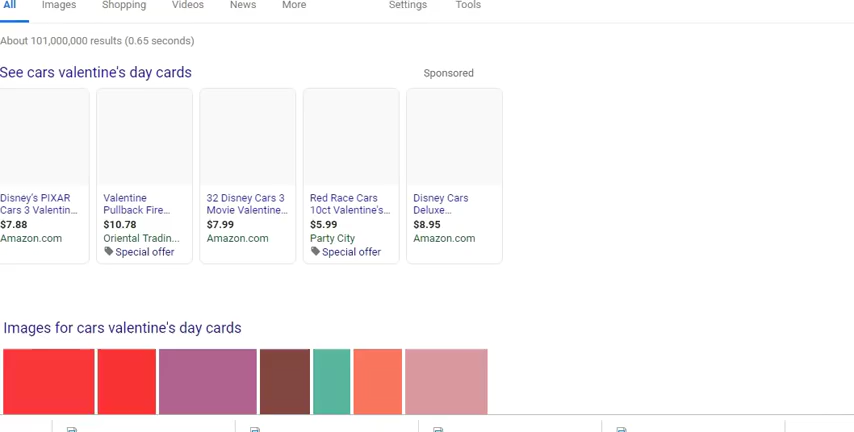 All Images Shopping Videos News More Settings Tools
About 101,000,000 results (0.65 seconds)
See cars valentine's day cards Sponsored
Disney's PIXAR
Cars 3 Valentin...
$7.88
Amazon.com
Valentine
Pullback Fire...
$10.78
Oriental Tradin...
Special offer
32 Disney Cars 3
Movie Valentine...
$7.99
Amazon.com
Red Race Cars
10ct Valentine's...
$5.99
Party City
Special offer
Disney Cars
Deluxe...
$8.95
Amazon.com
Images for cars valentine's day cards